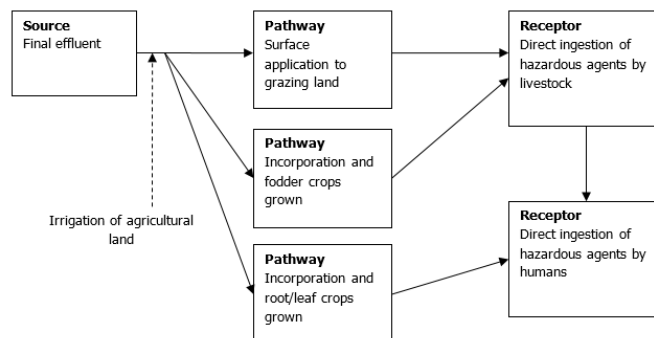 Source
Final effluent
Pathway
Surface
application to
grazing land
Receptor
Direct ingestion of
hazardous agents by
livestock
Pathway
Incorporation and
fodder crops
grown
Irrigation of agricultural
land
Receptor
Direct ingestion of
hazardous agents by
humans
Pathway
Incorporation and
root/leaf crops
grown